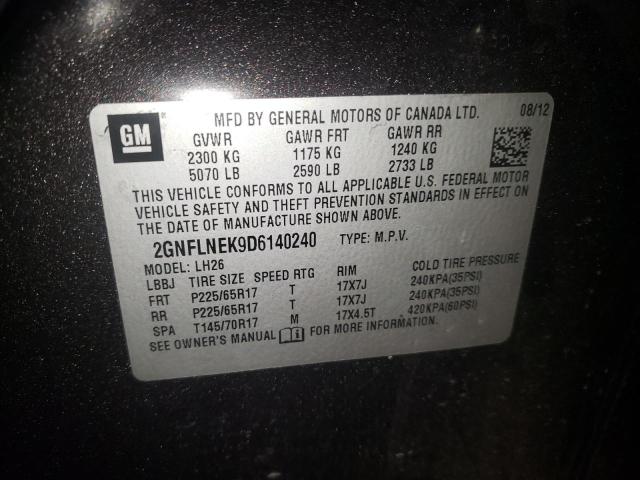 GM
MFD BY GENERAL MOTORS OF CANADA LTD. 08/12
GVWR GAWR FRT GAWR RR
2300 KG 1175 KG 1240 KG
5070 LB 2590 LB 2733 LB
THIS VEHICLE CONFORMS TO ALL APPLICABLE U.S. FEDERAL MOTOR
VEHICLE SAFETY AND THEFT PREVENTION STANDARDS IN EFFECT ON
THE DATE OF MANUFACTURE SHOWN ABOVE.
2GNFLNEK9D6140240 TYPE: M.P.V.
MODEL: LH26
LBBJ TIRE SIZE SPEED RTG RIM COLD TIRE PRESSURE
FRT P225/65R17 T 17X7J 240KPA(35PSI)
RR P225/65R17 T 17X7J 240KPA(35PSI)
SPA T145/70R17 M 17X4.5T 420KPA(60PSI)
SEE OWNER'S MANUAL FOR MORE INFORMATION.